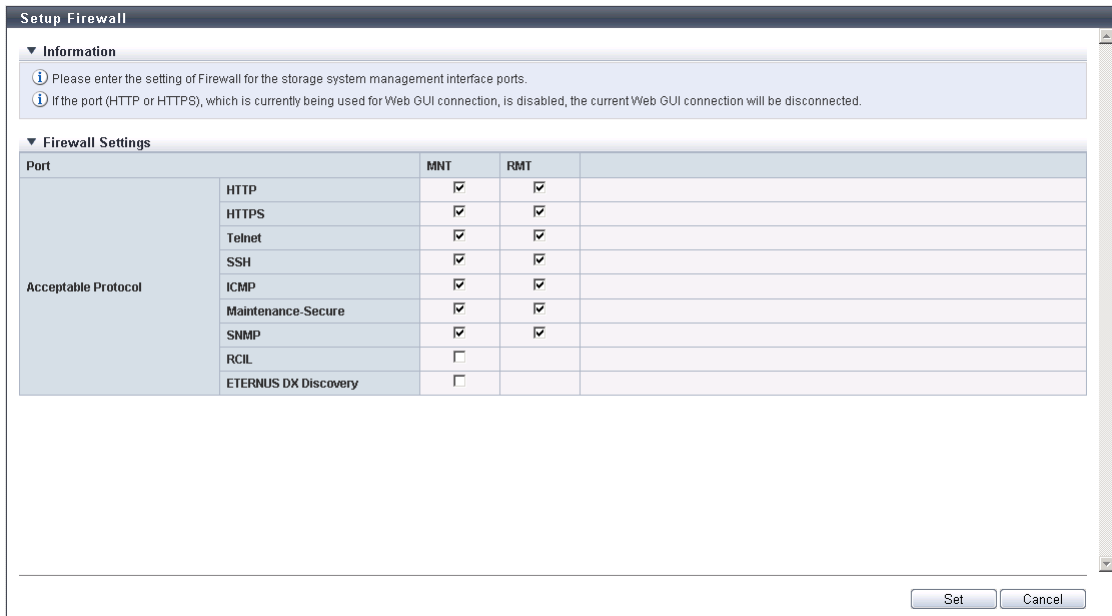 Setup Firewall
Information
Please enter the setting of Firewall for the storage system management interface ports.
If the port (HTTP or HTTPS), which is currently being used for Web GUI connection, is disabled, the current Web GUI connection will be disconnected.
Firewall Settings
Port MNT RMT
Acceptable Protocol
HTTP
HTTPS
Telnet
SSH
ICMP
Maintenance-Secure
SNMP
RCIL
ETERNUS DX Discovery
Set Cancel